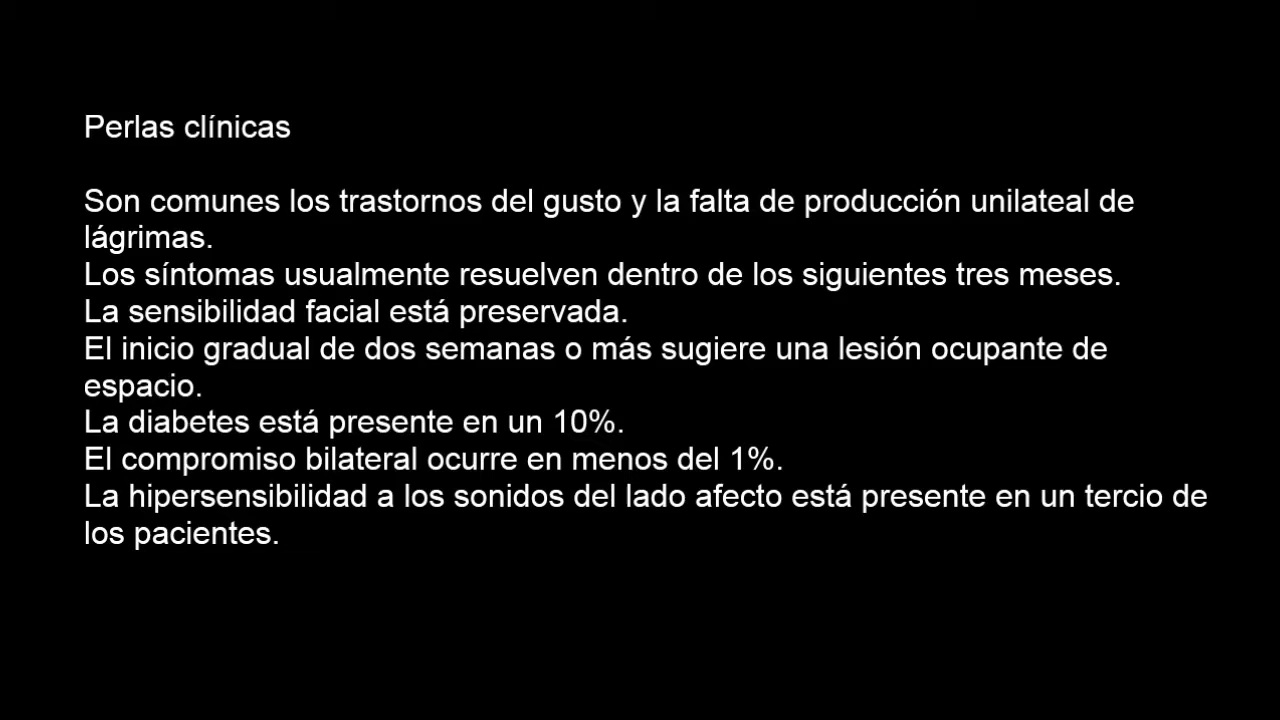 Perlas clínicas
Son comunes los trastornos del gusto y la falta de producción unilateal de
lágrimas.
Los síntomas usualmente resuelven dentro de los siguientes tres meses.
La sensibilidad facial está preservada.
El inicio gradual de dos semanas o más sugiere una lesión ocupante de
espacio.
La diabetes está presente en un 10%.
El compromiso bilateral ocurre en menos del 1%.
La hipersensibilidad a los sonidos del lado afecto está presente en un tercio de
los pacientes.